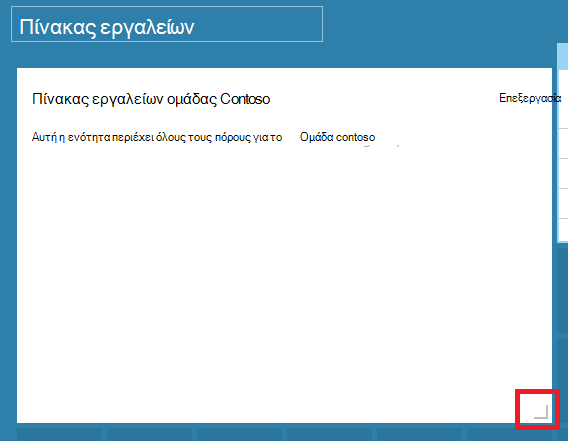 Πίνακας εργαλείων
Πίνακας εργαλείων ομάδας Contoso
Επεξεργασία
Αυτή η ενότητα περιέχει όλους τους πόρους για το Ομάδα contoso